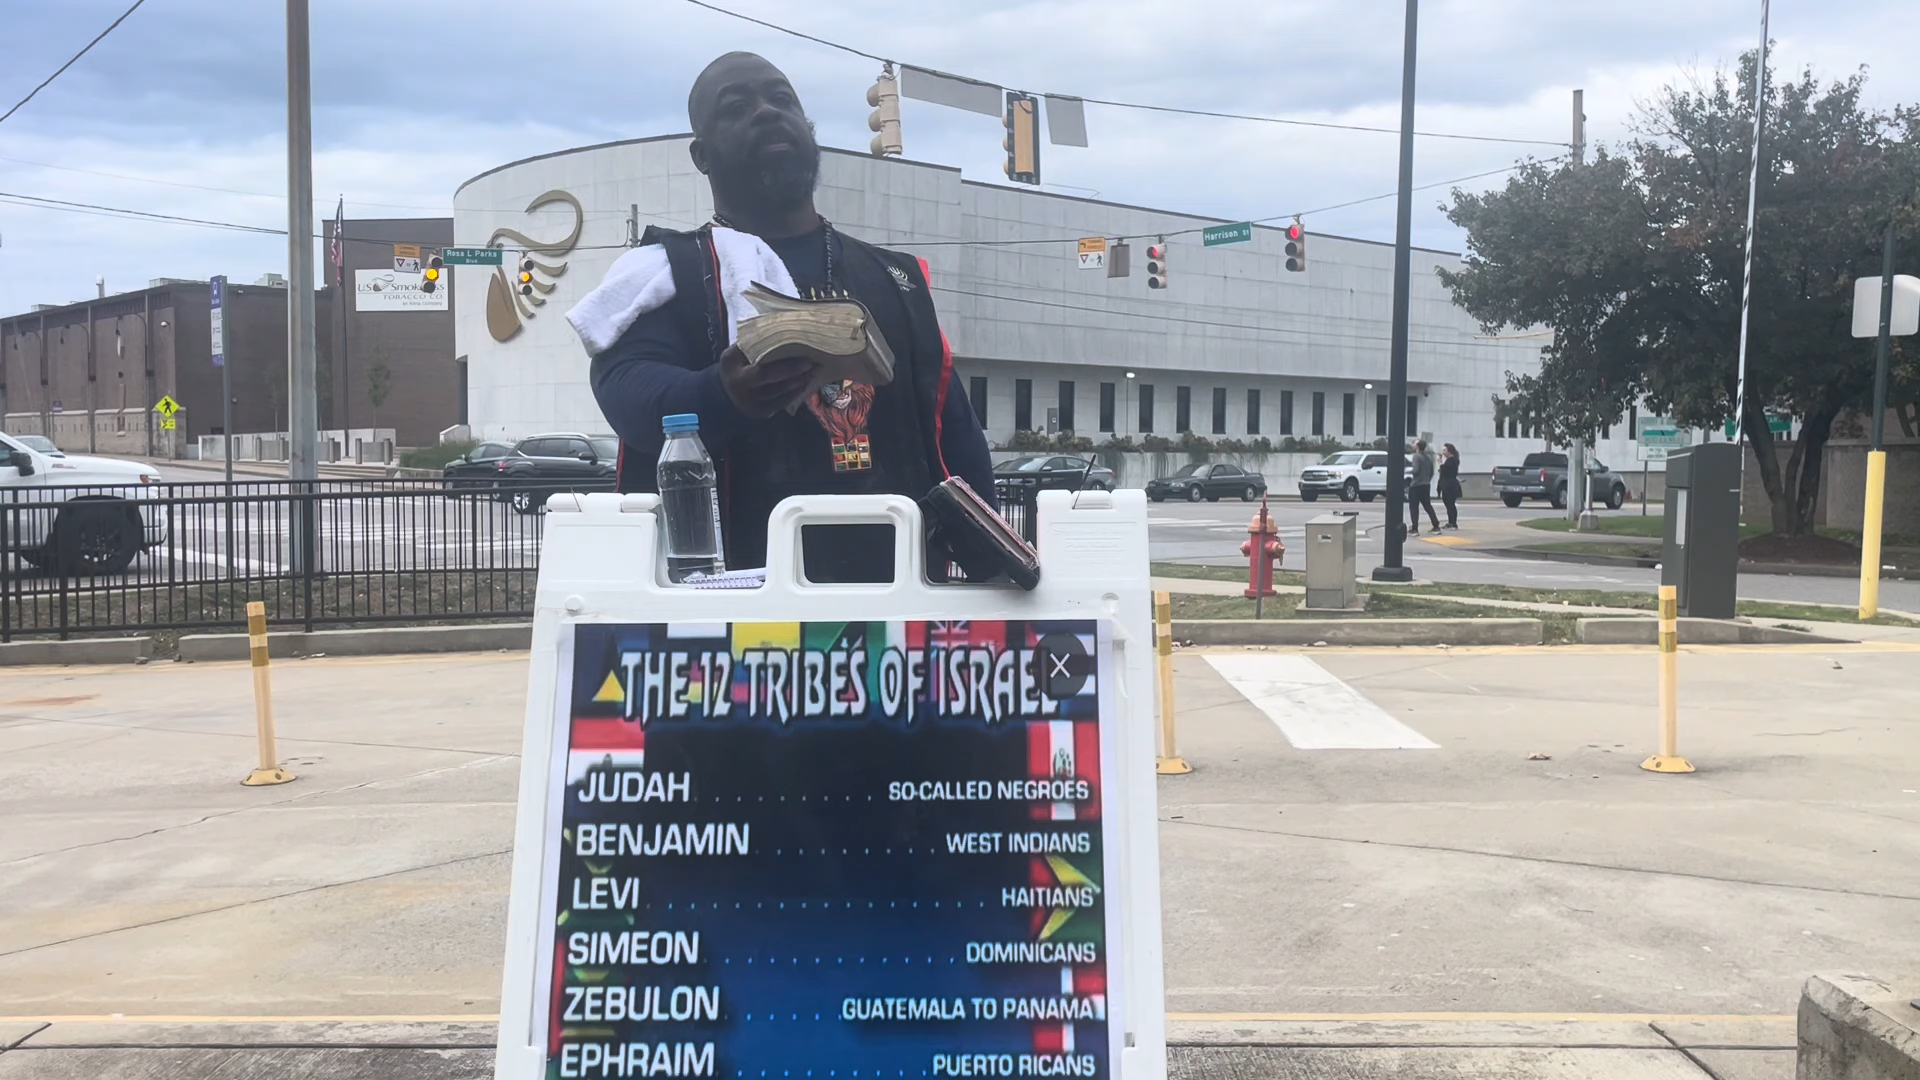 Rosa L Parks
Blvd
Harrison St
US Smokeless
TOBACCO CO.
THE 12 TRIBES OF ISRAEL
JUDAH . . . . . . . . . SO-CALLED NEGROES
BENJAMIN . . . . . . . . . WEST INDIANS
LEVI . . . . . . . . . . . . . . . . HAITIANS
SIMEON . . . . . . . . . . . . DOMINICANS
ZEBULON . . . . . . GUATEMALA TO PANAMA
EPHRAIM . . . . . . . . . . PUERTO RICANS